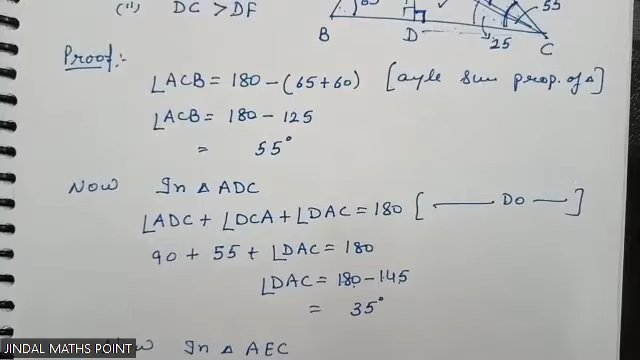 (ii) DC > DF
B D 25 C 55
Proof:-
∠ACB = 180 - (65+60) [angle sum prop. of Δ]
∠ACB = 180 - 125
= 55°
Now In Δ ADC
∠ADC + ∠DCA + ∠DAC = 180 [ —— Do —— ]
90 + 55 + ∠DAC = 180
∠DAC = 180 - 145
= 35°
In Δ AEC
JINDAL MATHS POINT